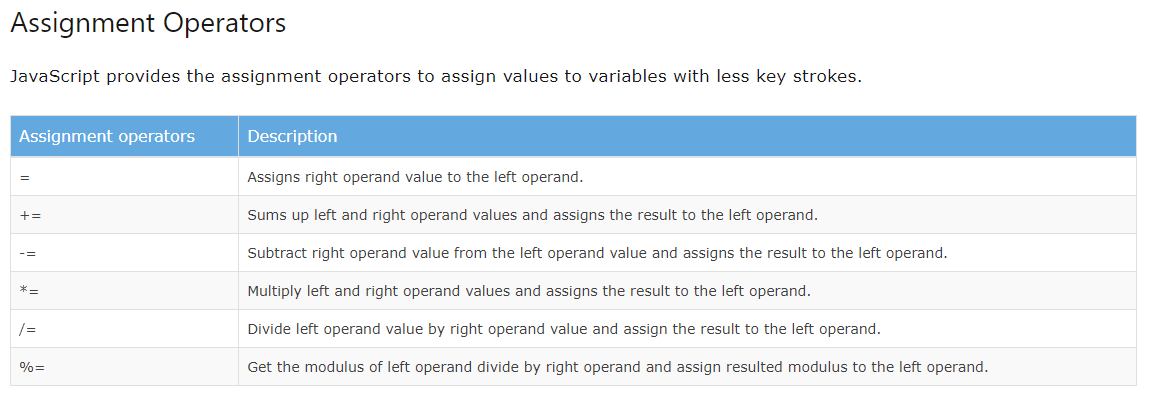 Assignment Operators
JavaScript provides the assignment operators to assign values to variables with less key strokes.
Assignment operators Description
= Assigns right operand value to the left operand.
+= Sums up left and right operand values and assigns the result to the left operand.
-= Subtract right operand value from the left operand value and assigns the result to the left operand.
*= Multiply left and right operand values and assigns the result to the left operand.
/= Divide left operand value by right operand value and assign the result to the left operand.
%= Get the modulus of left operand divide by right operand and assign resulted modulus to the left operand.